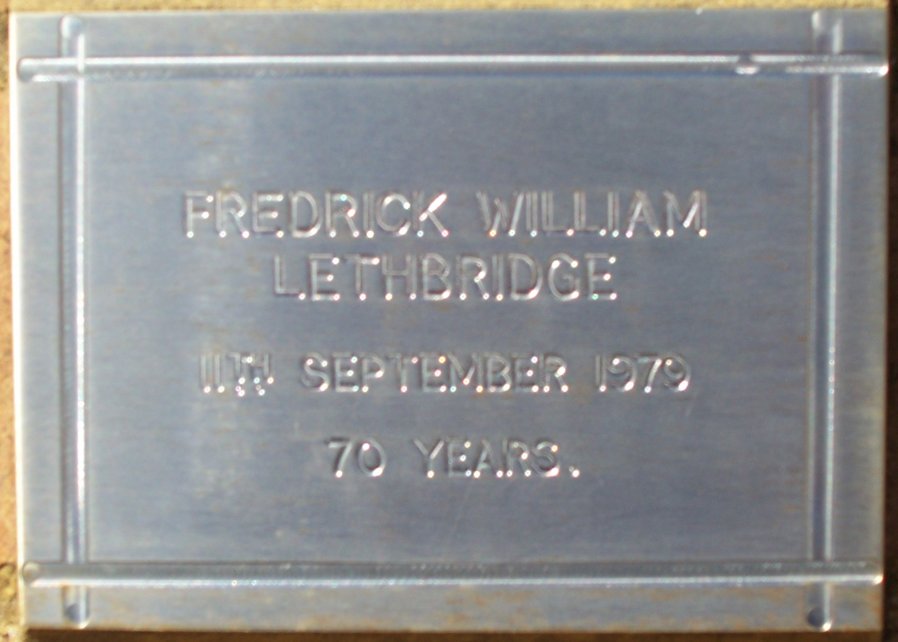 FREDRICK WILLIAM
LETHBRIDGE
11TH SEPTEMBER 1979
70 YEARS.